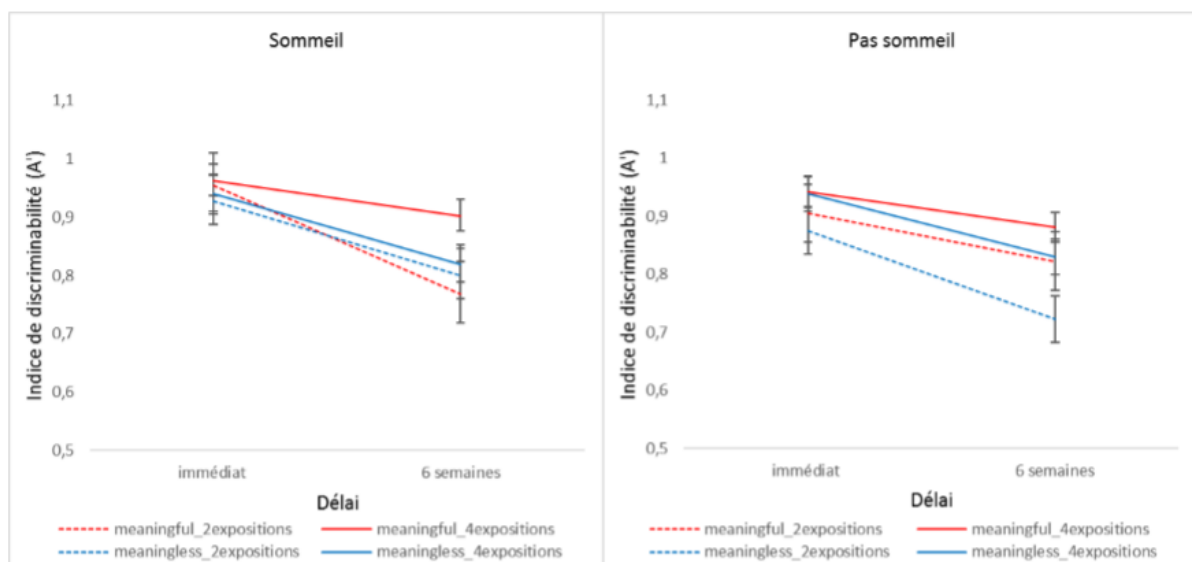 Sommeil
Indice de discriminabilité (A')
1,1
1
0,9
0,8
0,7
0,6
0,5
immédiat
6 semaines
Délai
meaningful_2expositions
meaningful_4expositions
meaningless_2expositions
meaningless_4expositions
Pas sommeil
Indice de discriminabilité (A')
1,1
1
0,9
0,8
0,7
0,6
0,5
immédiat
6 semaines
Délai
meaningful_2expositions
meaningful_4expositions
meaningless_2expositions
meaningless_4expositions